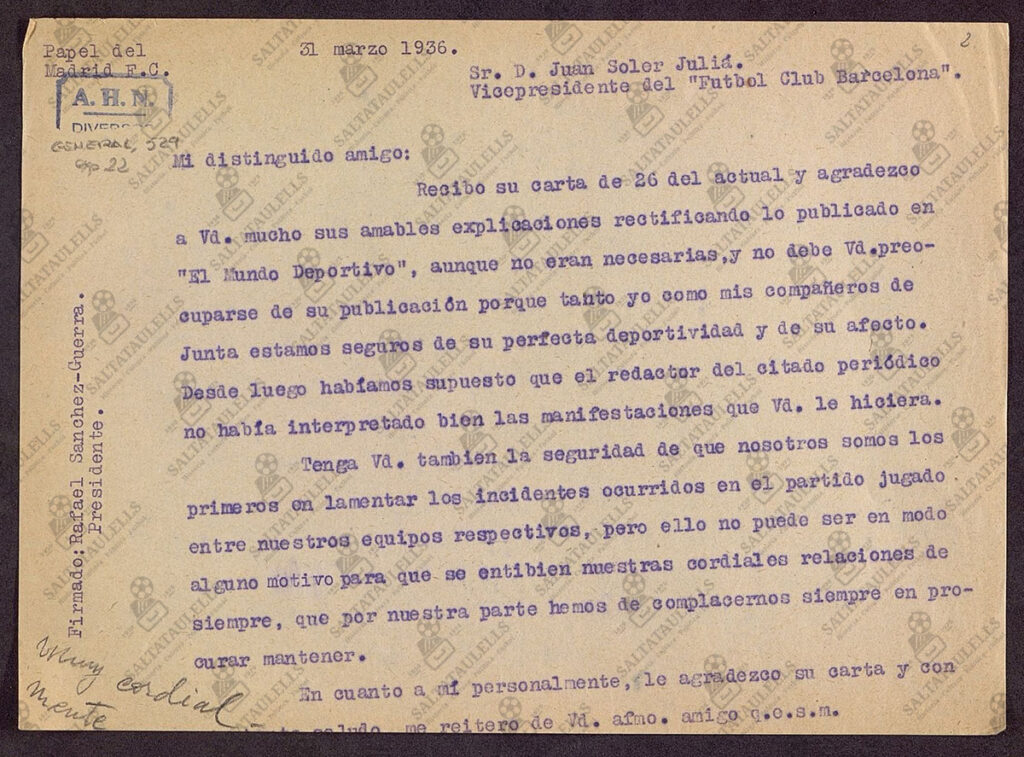 Papel del
Madrid F.C.
31 marzo 1936.
2
Sr. D. Juan Soler Juliá.
Vicepresidente del "Futbol Club Barcelona".
A. H. N.
DIVERSOS
GENERAL, 529
Mi distinguido amigo:
Recibo su carta de 26 del actual y agradezco
a Vd. mucho sus amables explicaciones rectificando lo publicado en
"El Mundo Deportivo", aunque no eran necesarias,y no debe Vd.preo-
cuparse de su publicación porque tanto yo como mis compañeros de
Junta estamos seguros de su perfecta deportividad y de su afecto.
Desde luego habíamos supuesto que el redactor del citado periódico
no había interpretado bien las manifestaciones que Vd. le hiciera.
Tenga Vd. tambien la seguridad de que nosotros somos los
primeros en lamentar los incidentes ocurridos en el partido jugado
entre nuestros equipos respectivos, pero ello no puede ser en modo
alguno motivo para que se entibien nuestras cordiales relaciones de
siempre, que por nuestra parte hemos de complacernos siempre en pro-
curar mantener.
En cuanto a mí personalmente, le agradezco su carta y con
saludo, me reitero de Vd. afmo. amigo q.e.s.m.
Firmado:Rafael Sanchez-Guerra.
Presidente.
muy cordial
mente
SALTATAULELLS